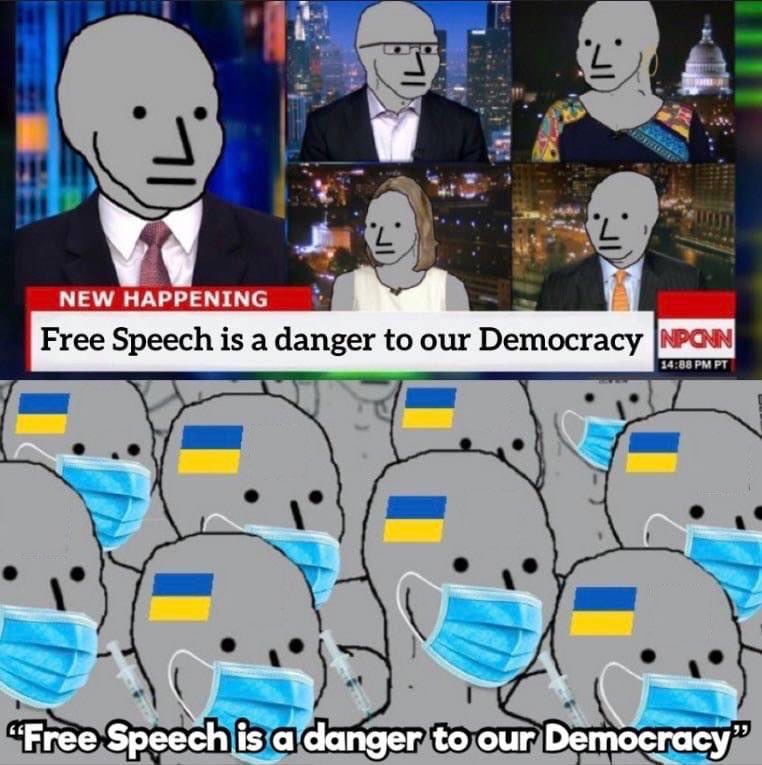 NEW HAPPENING
Free Speech is a danger to our Democracy
NPCNN
14:88 PM PT
“Free Speech is a danger to our Democracy”